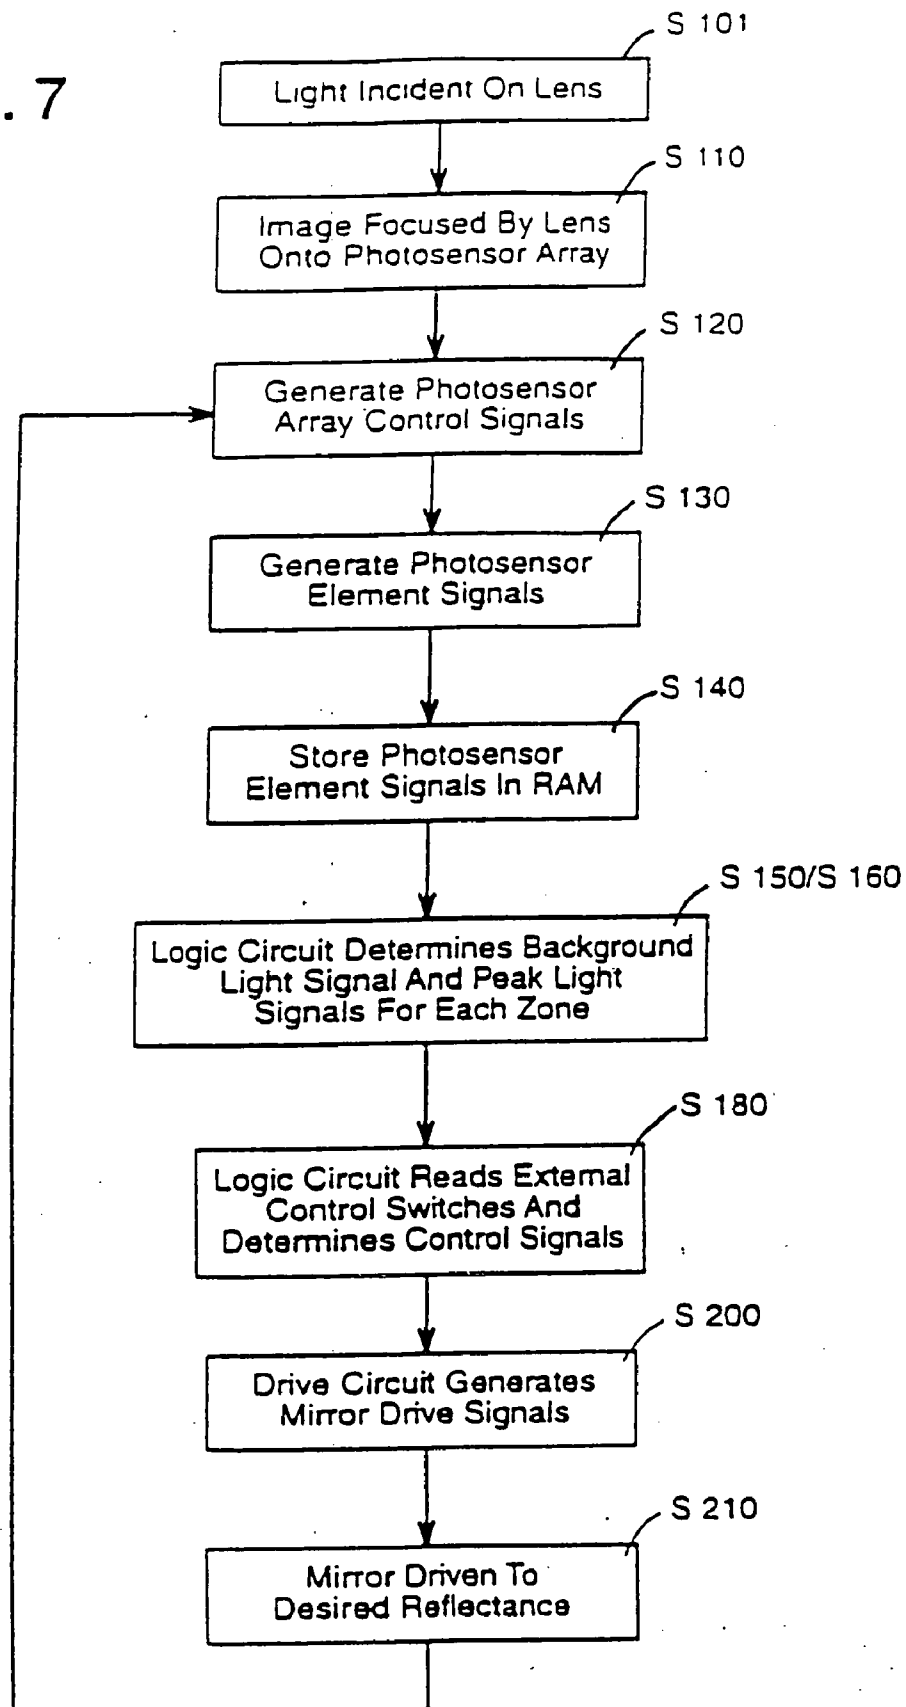 . 7
S 101
Light Incident On Lens
S 110
Image Focused By Lens
Onto Photosensor Array
S 120
Generate Photosensor
Array Control Signals
S 130
Generate Photosensor
Element Signals
S 140
Store Photosensor
Element Signals In RAM
S 150/S 160
Logic Circuit Determines Background
Light Signal And Peak Light
Signals For Each Zone
S 180
Logic Circuit Reads External
Control Switches And
Determines Control Signals
S 200
Drive Circuit Generates
Mirror Drive Signals
S 210
Mirror Driven To
Desired Reflectance